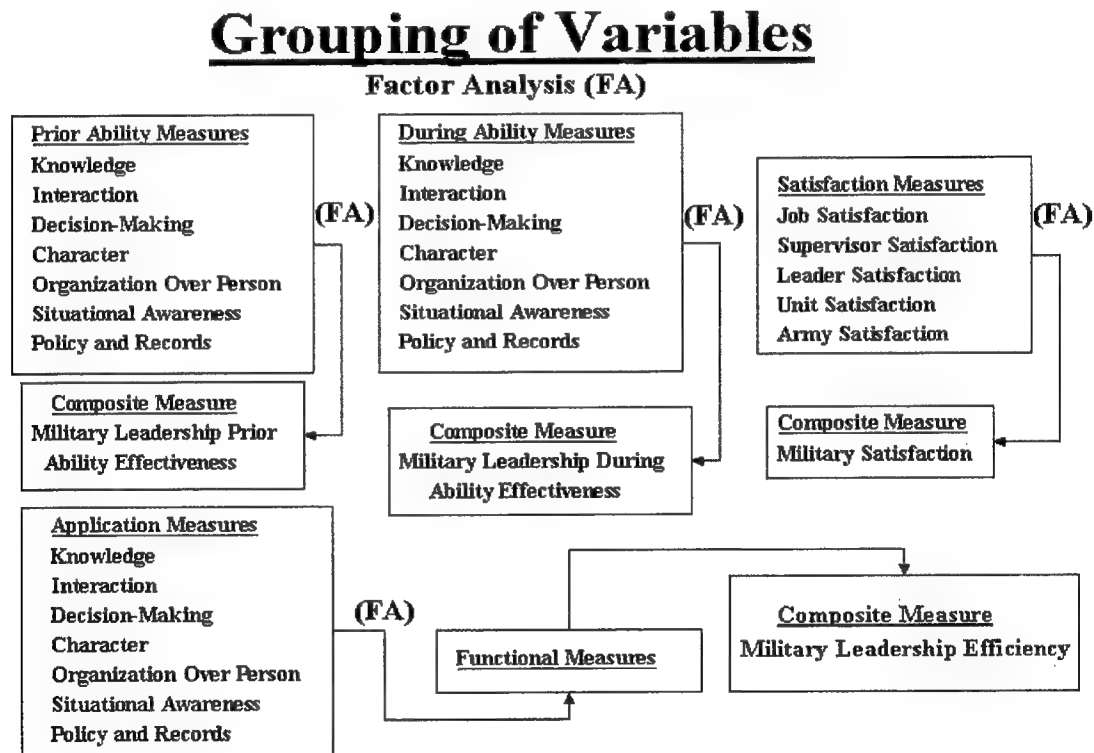 Grouping of Variables
Factor Analysis (FA)
Prior Ability Measures
Knowledge
Interaction
Decision-Making
Character
Organization Over Person
Situational Awareness
Policy and Records
(FA)
Composite Measure
Military Leadership Prior
Ability Effectiveness
During Ability Measures
Knowledge
Interaction
Decision-Making
Character
Organization Over Person
Situational Awareness
Policy and Records
(FA)
Composite Measure
Military Leadership During
Ability Effectiveness
Satisfaction Measures
Job Satisfaction
Supervisor Satisfaction
Leader Satisfaction
Unit Satisfaction
Army Satisfaction
(FA)
Composite Measure
Military Satisfaction
Application Measures
Knowledge
Interaction
Decision-Making
Character
Organization Over Person
Situational Awareness
Policy and Records
(FA)
Functional Measures
Composite Measure
Military Leadership Efficiency